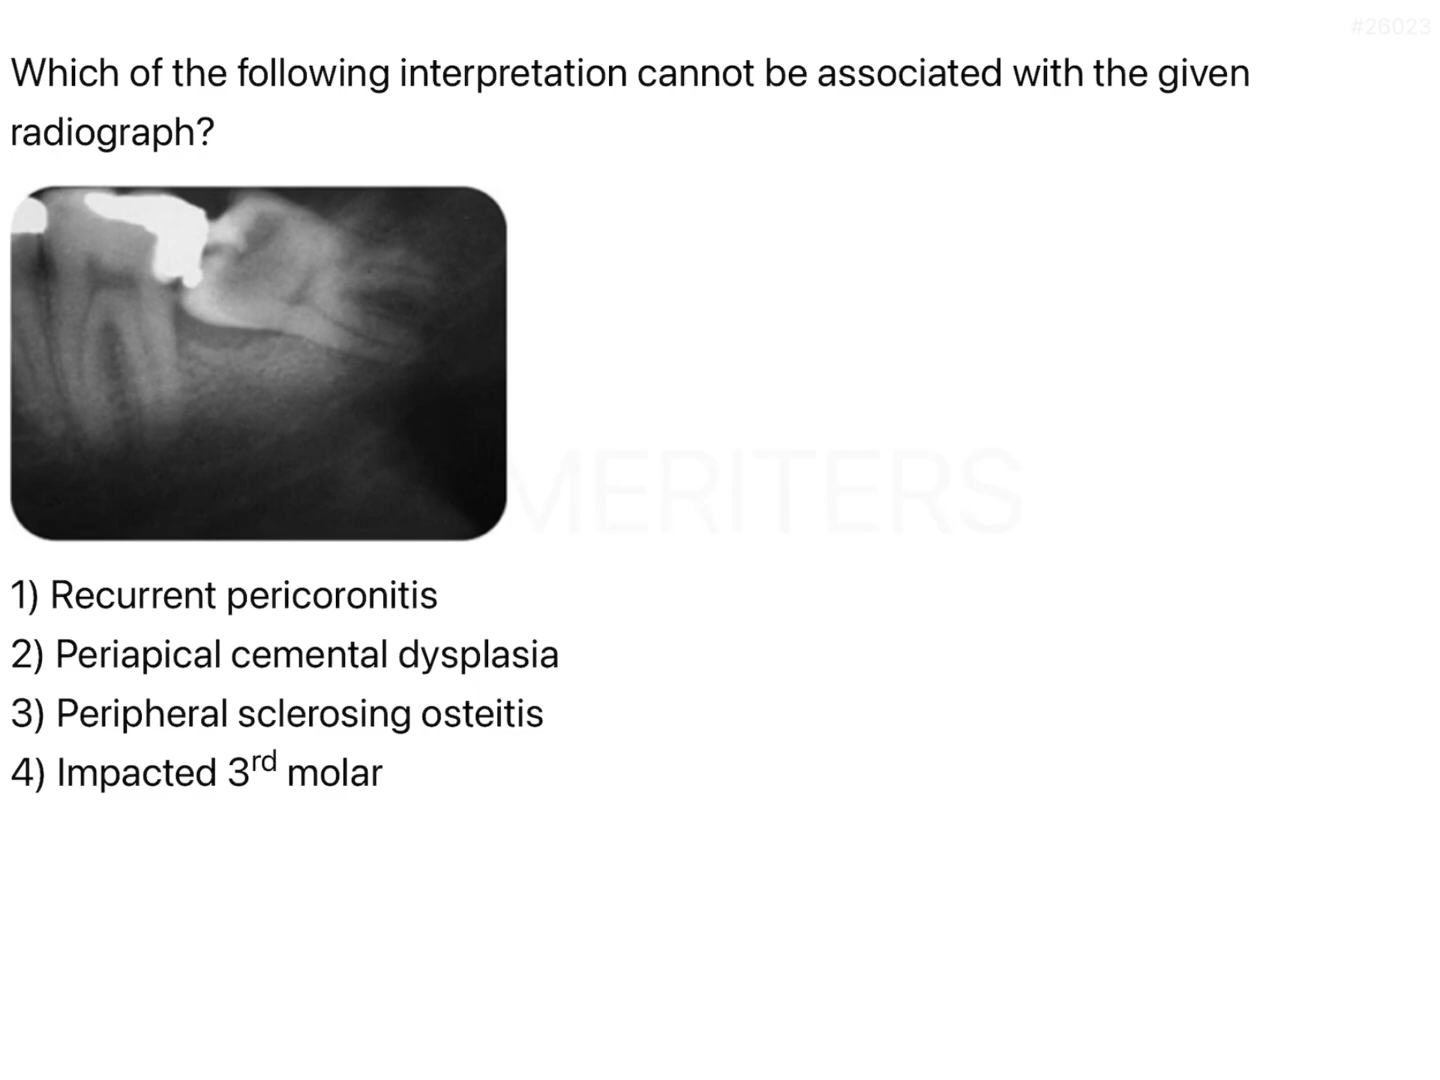 #26023
Which of the following interpretation cannot be associated with the given
radiograph?
MERITERS
1) Recurrent pericoronitis
2) Periapical cemental dysplasia
3) Peripheral sclerosing osteitis
4) Impacted 3rd molar